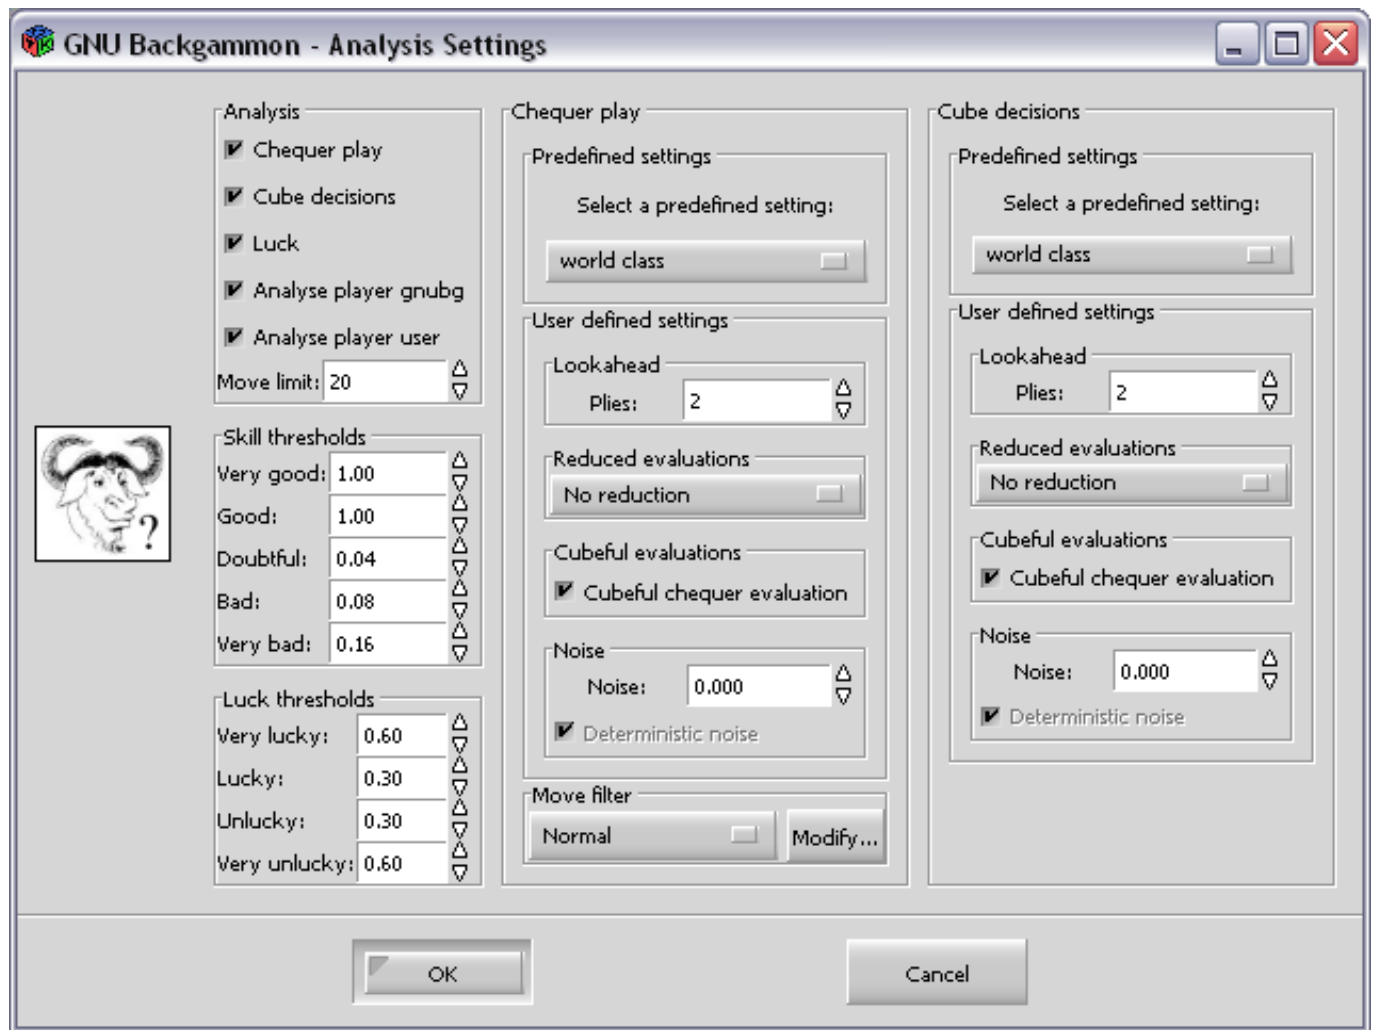 GNU Backgammon - Analysis Settings
Analysis
Chequer play
Cube decisions
Luck
Analyse player gnubg
Analyse player user
Move limit: 20
Skill thresholds
Very good: 1.00
Good: 1.00
Doubtful: 0.04
Bad: 0.08
Very bad: 0.16
Luck thresholds
Very lucky: 0.60
Lucky: 0.30
Unlucky: 0.30
Very unlucky: 0.60
Chequer play
Predefined settings
Select a predefined setting:
world class
User defined settings
Lookahead
Plies: 2
Reduced evaluations
No reduction
Cubeful evaluations
Cubeful chequer evaluation
Noise
Noise: 0.000
Deterministic noise
Move filter
Normal Modify...
Cube decisions
Predefined settings
Select a predefined setting:
world class
User defined settings
Lookahead
Plies: 2
Reduced evaluations
No reduction
Cubeful evaluations
Cubeful chequer evaluation
Noise
Noise: 0.000
Deterministic noise
?
OK Cancel